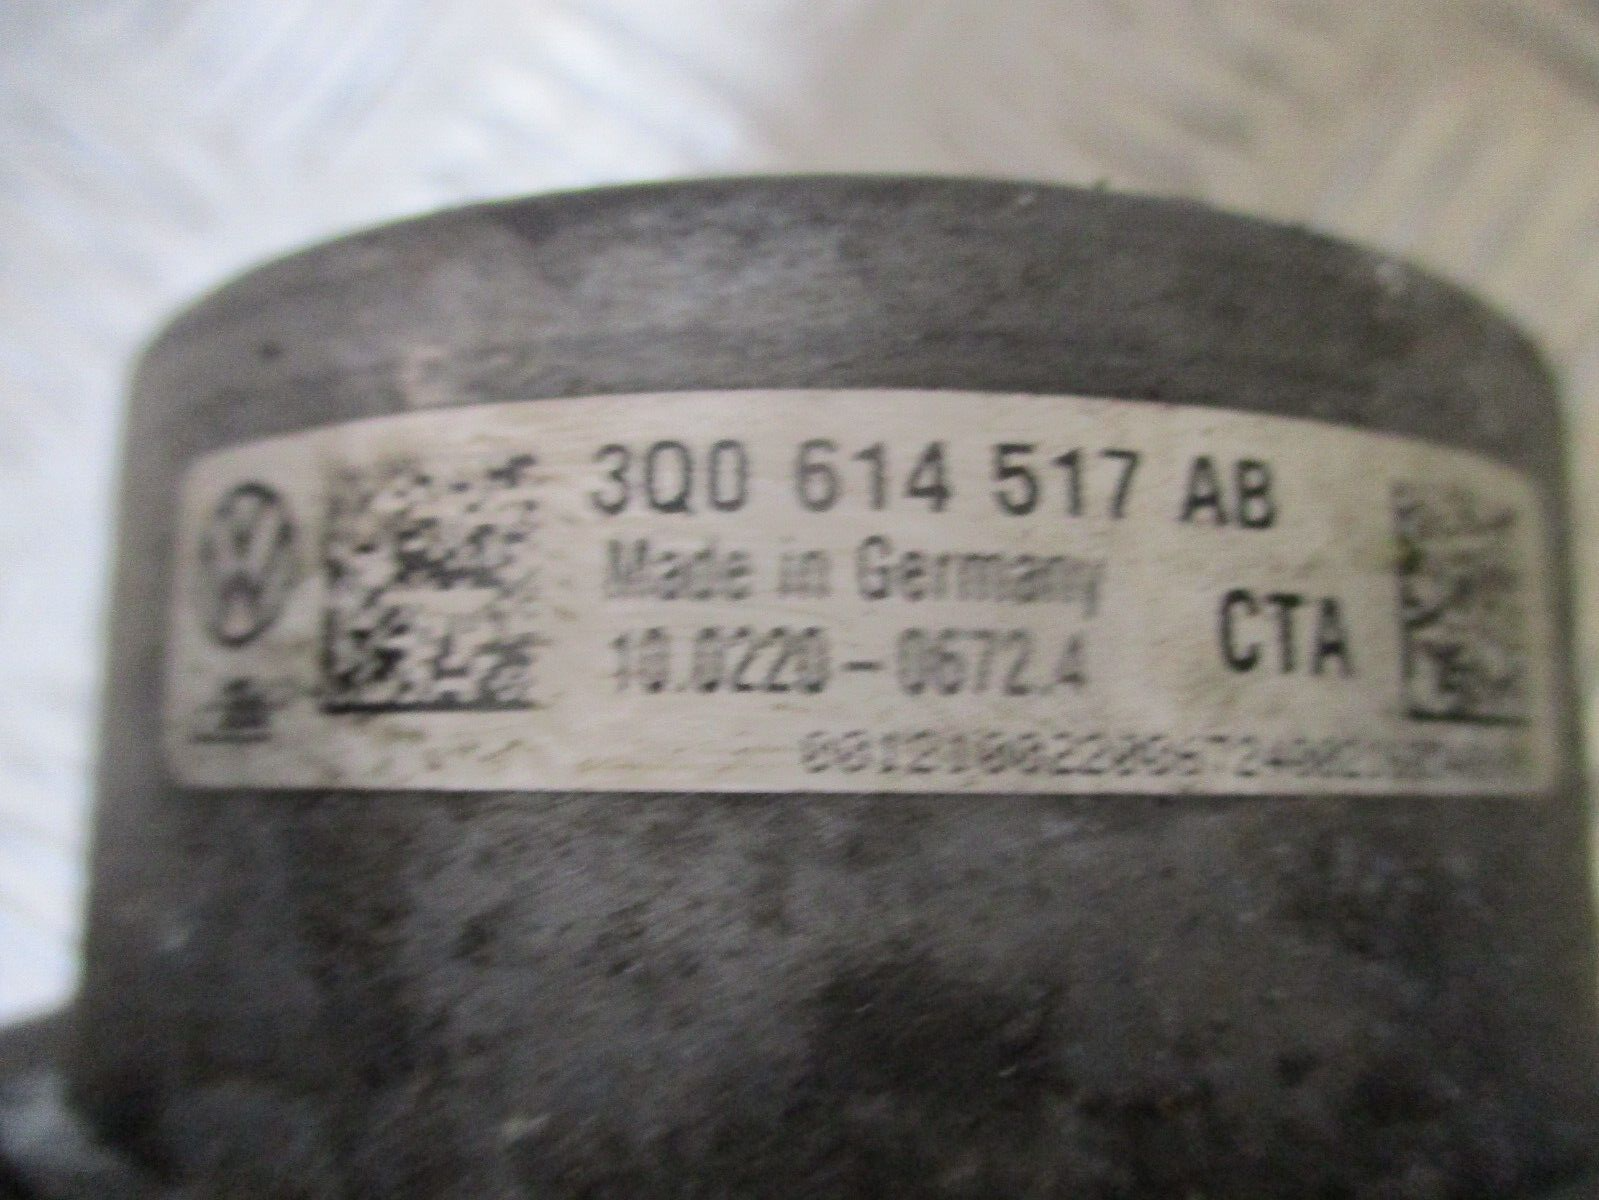 3Q0 614 517 AB
Made in Germany
10.0220-0672.4 CTA